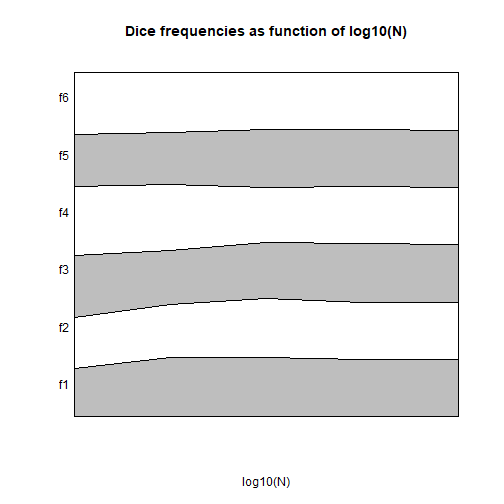 Dice frequencies as function of log10(N)
f6
f5
f4
f3
f2
f1
log10(N)